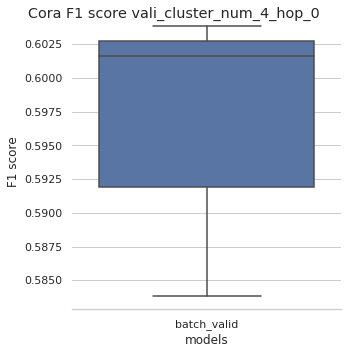 Cora F1 score vali_cluster_num_4_hop_0
0.6025
0.6000
0.5975
0.5950
0.5925
0.5900
0.5875
0.5850
F1 score
batch_valid
models